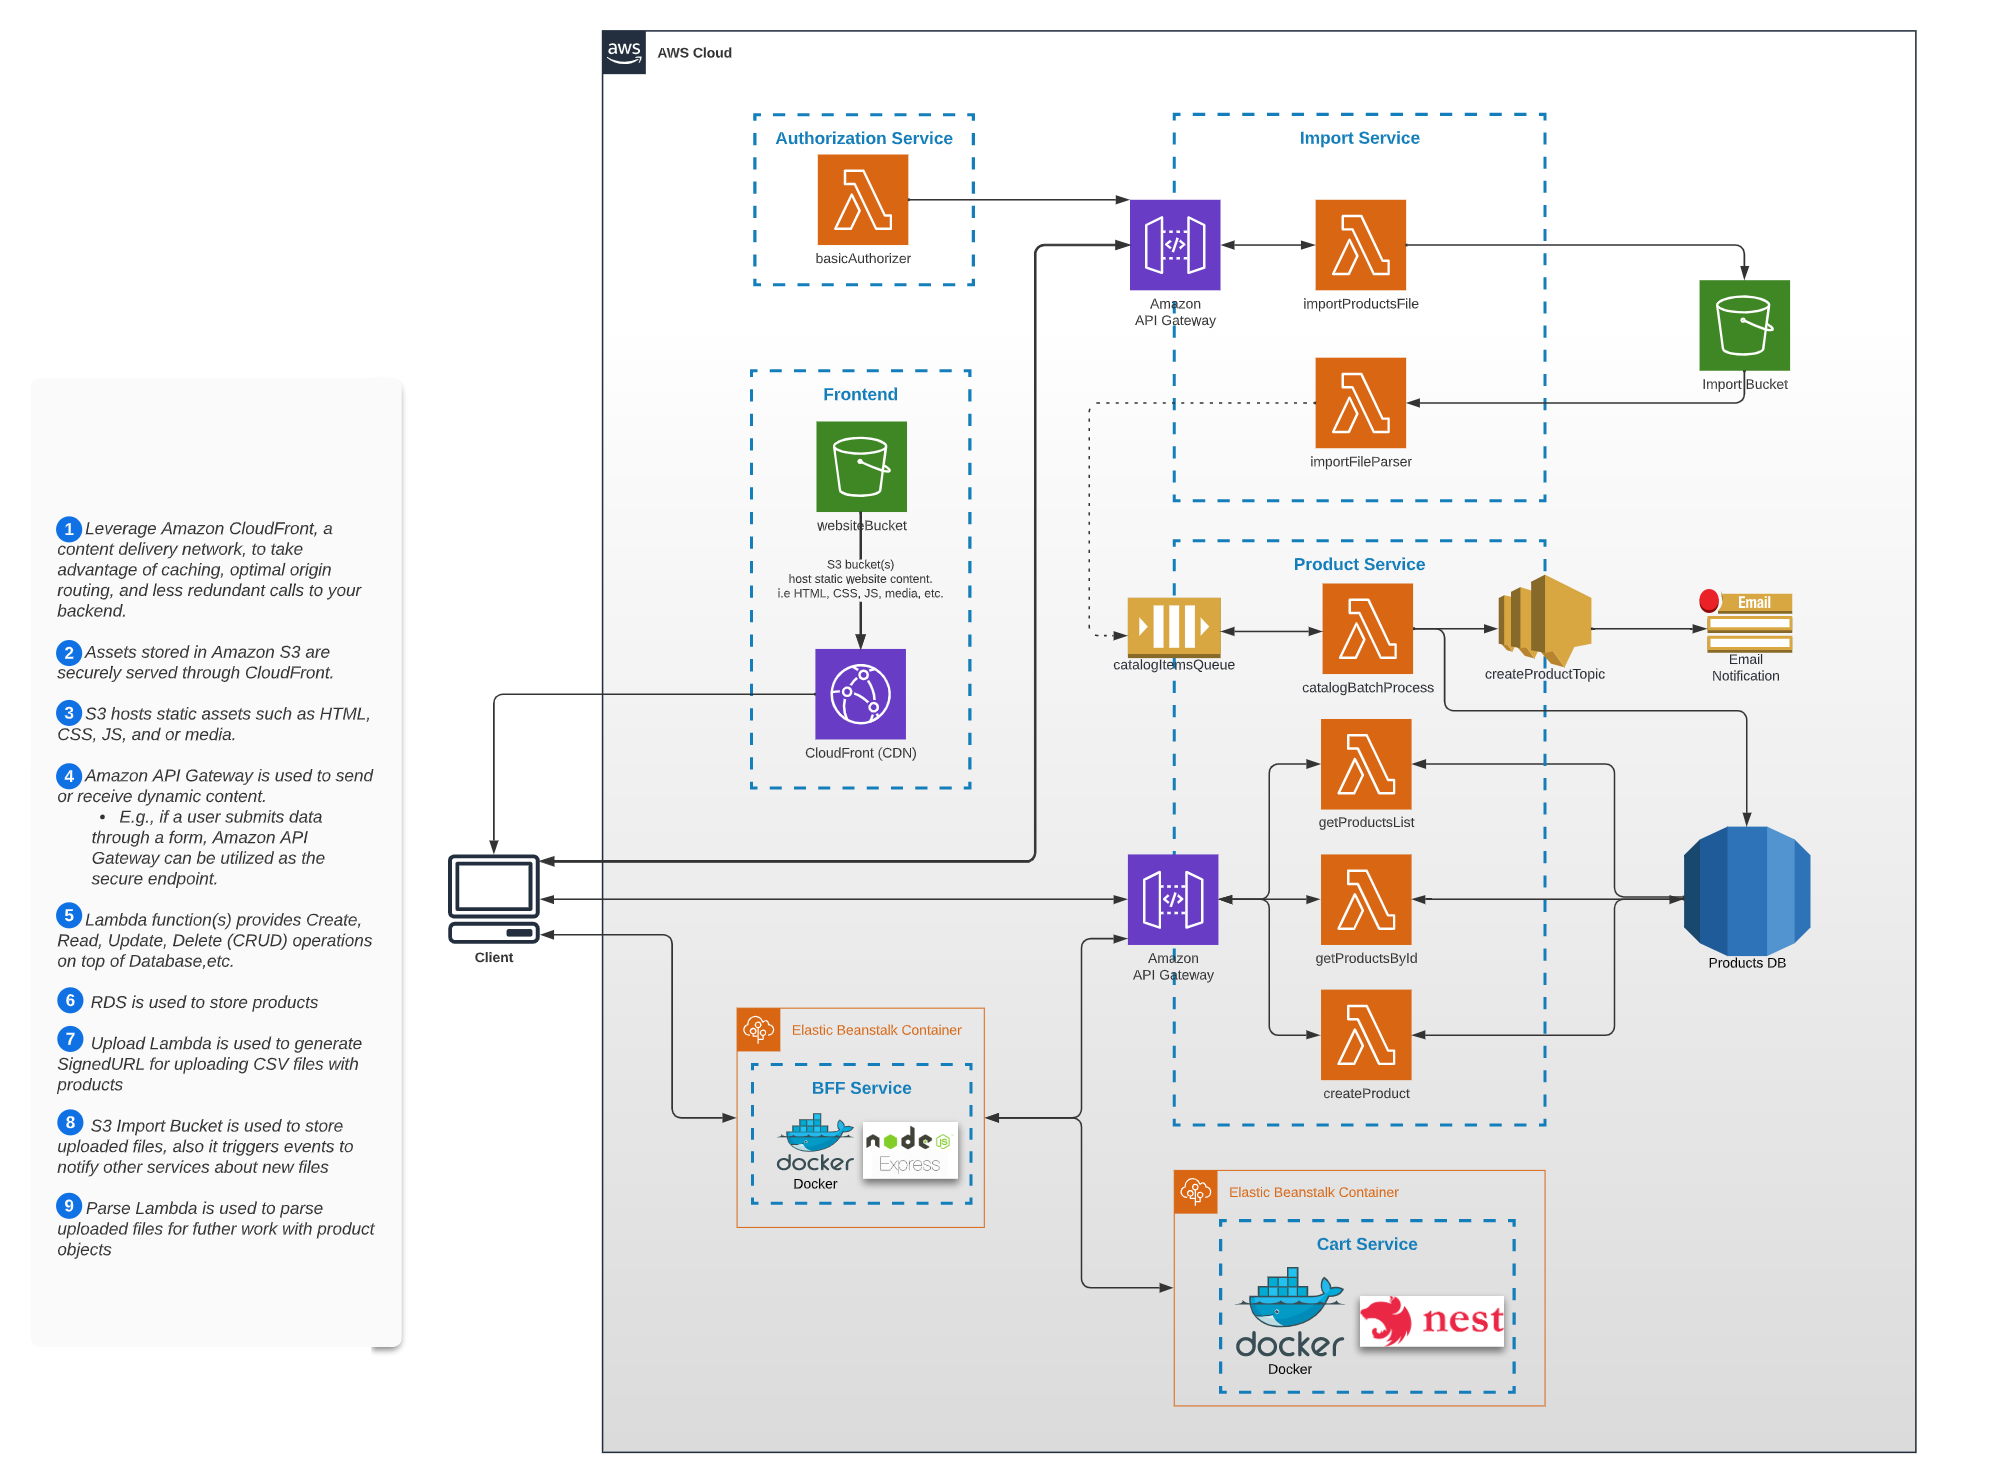 aws
AWS Cloud
Authorization Service
basicAuthorizer
Import Service
Amazon
API Gateway
importProductsFile
Import Bucket
importFileParser
Frontend
websiteBucket
S3 bucket(s)
host static website content.
i.e HTML, CSS, JS, media, etc.
CloudFront (CDN)
1 Leverage Amazon CloudFront, a
content delivery network, to take
advantage of caching, optimal origin
routing, and less redundant calls to your
backend.
2 Assets stored in Amazon S3 are
securely served through CloudFront.
3 S3 hosts static assets such as HTML,
CSS, JS, and or media.
4 Amazon API Gateway is used to send
or receive dynamic content.
• E.g., if a user submits data
through a form, Amazon API
Gateway can be utilized as the
secure endpoint.
5 Lambda function(s) provides Create,
Read, Update, Delete (CRUD) operations
on top of Database,etc.
6 RDS is used to store products
7 Upload Lambda is used to generate
SignedURL for uploading CSV files with
products
8 S3 Import Bucket is used to store
uploaded files, also it triggers events to
notify other services about new files
9 Parse Lambda is used to parse
uploaded files for futher work with product
objects
Client
Product Service
catalogItemsQueue
catalogBatchProcess
createProductTopic
Email
Email
Notification
getProductsList
Amazon
API Gateway
getProductsById
Products DB
createProduct
Elastic Beanstalk Container
BFF Service
docker
Docker
node
JS
Express
Elastic Beanstalk Container
Cart Service
docker
Docker
nest